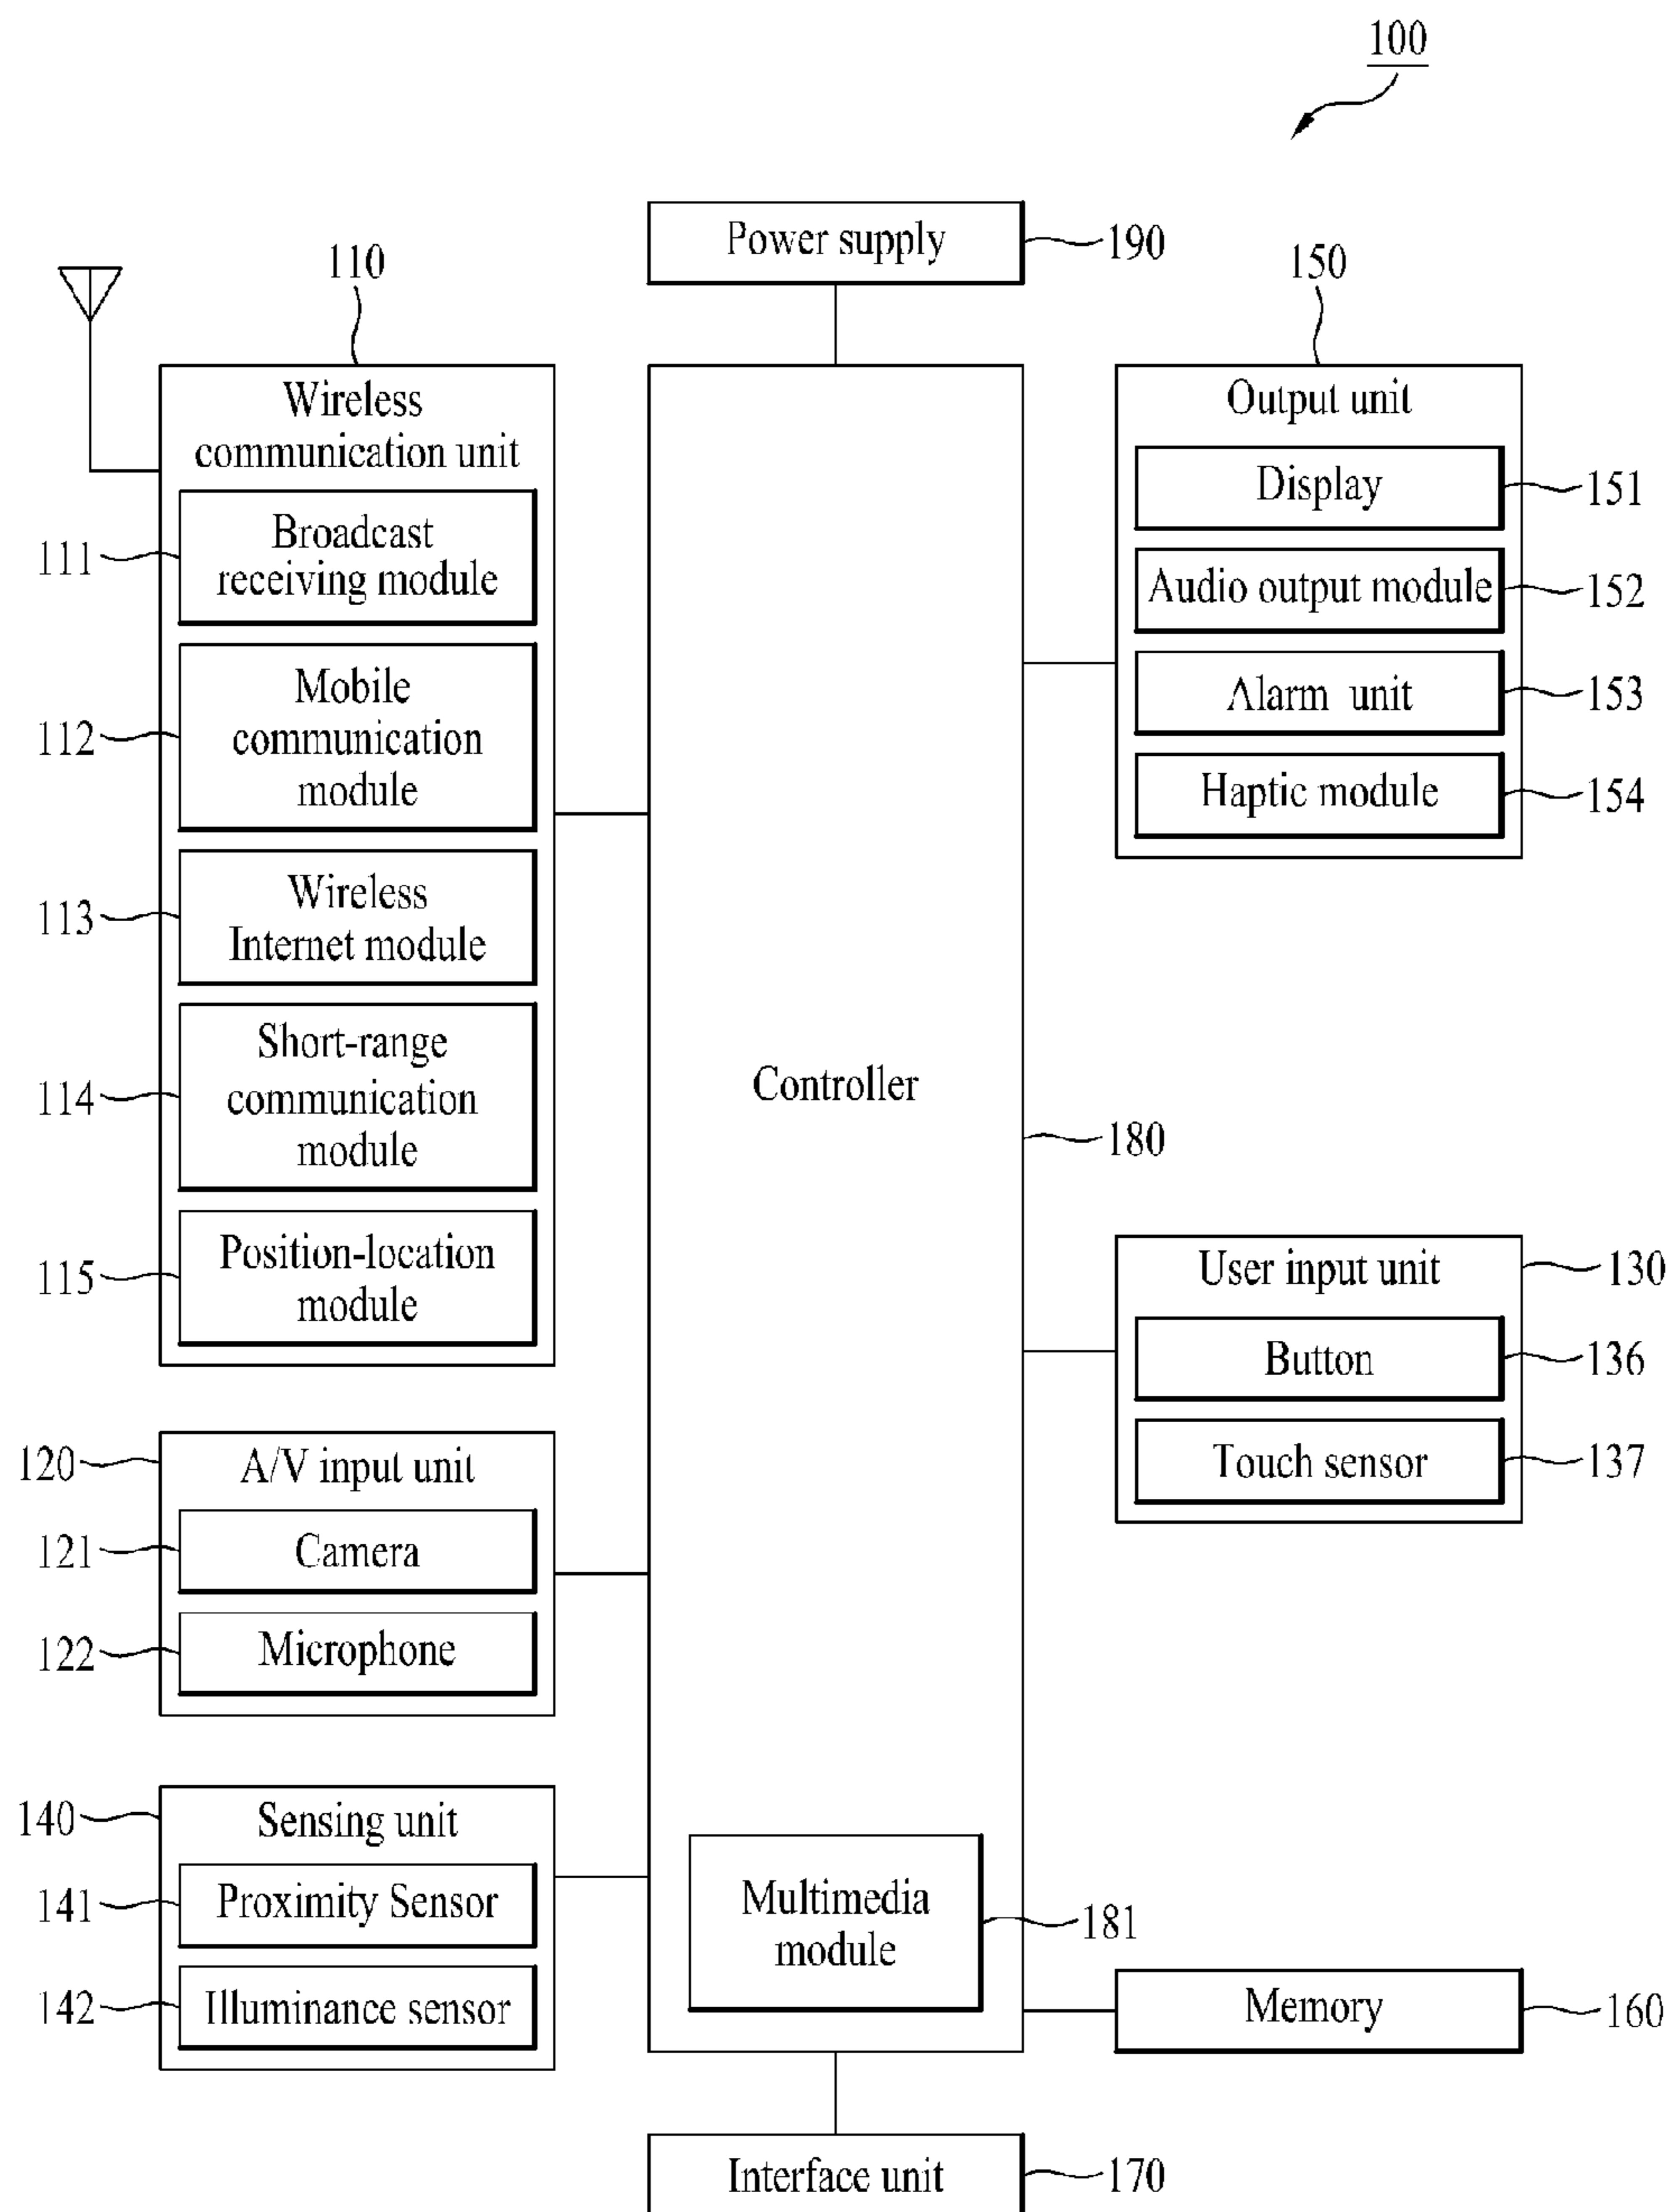 100
Power supply
190
110
Wireless
communication unit
111
Broadcast
receiving module
112
Mobile
communication
module
113
Wireless
Internet module
114
Short-range
communication
module
115
Position-location
module
120
A/V input unit
121
Camera
122
Microphone
140
Sensing unit
141
Proximity Sensor
142
Illuminance sensor
Controller
180
Multimedia
module
181
150
Output unit
Display
151
Audio output module
152
Alarm unit
153
Haptic module
154
User input unit
130
Button
136
Touch sensor
137
Memory
160
Interface unit
170